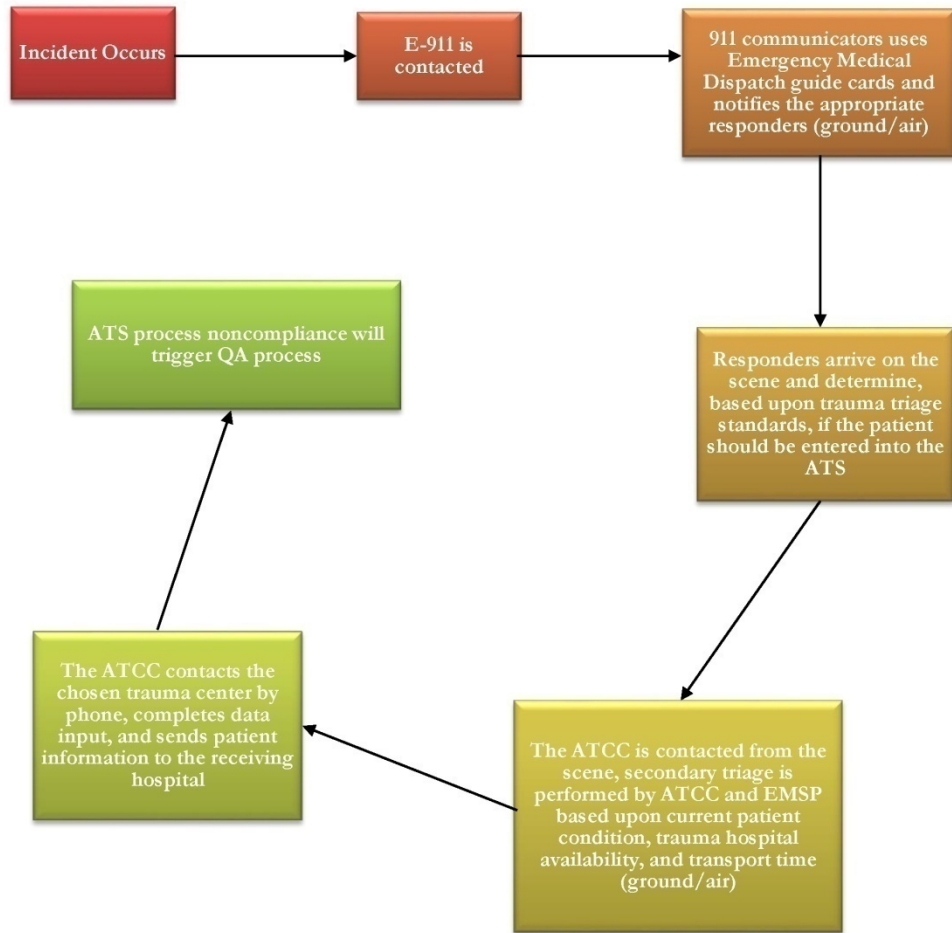 Incident Occurs
E-911 is
contacted
911 communicators uses
Emergency Medical
Dispatch guide cards and
notifies the appropriate
responders (ground/air)
Responders arrive on the
scene and determine,
based upon trauma triage
standards, if the patient
should be entered into the
ATS
The ATCC is contacted from the
scene, secondary triage is
performed by ATCC and EMSP
based upon current patient
condition, trauma hospital
availability, and transport time
(ground/air)
The ATCC contacts the
chosen trauma center by
phone, completes data
input, and sends patient
information to the receiving
hospital
ATS process noncompliance will
trigger QA process